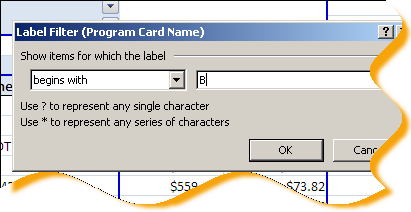 Label Filter (Program Card Name)
Show items for which the label
begins with B
Use ? to represent any single character
Use * to represent any series of characters
OK
$559 $73.82